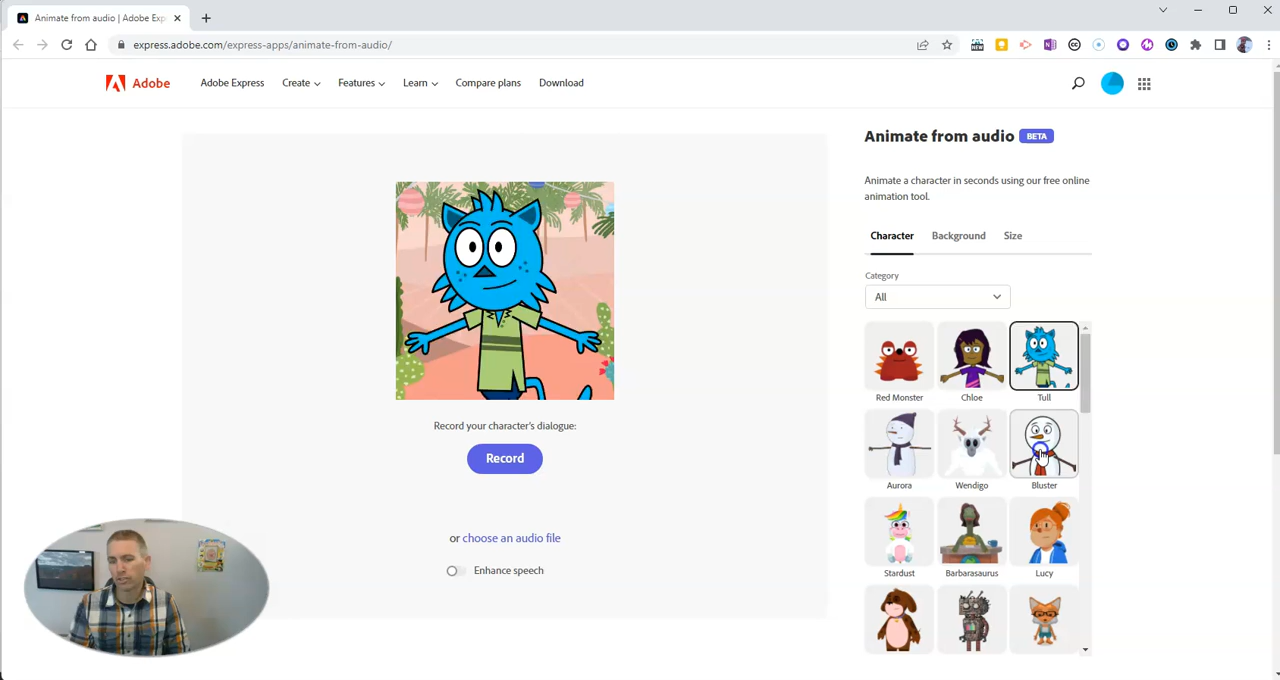 Animate from audio | Adobe Exp
express.adobe.com/express-apps/animate-from-audio/
Adobe
Adobe Express
Create
Features
Learn
Compare plans
Download
Animate from audio BETA
Animate a character in seconds using our free online
animation tool.
Character
Background
Size
Category
All
Red Monster
Chloe
Tull
Aurora
Wendigo
Bluster
Stardust
Barbarasaurus
Lucy
Record your character's dialogue:
Record
or choose an audio file
Enhance speech